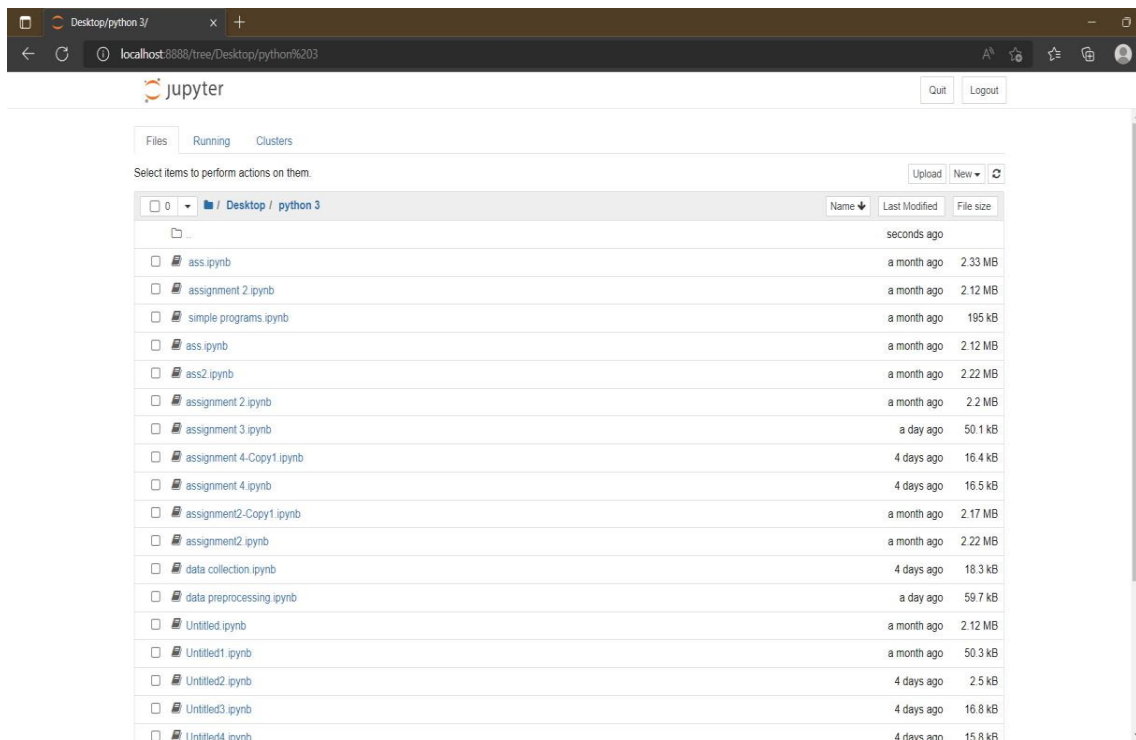 Desktop/python 3/
localhost:8888/tree/Desktop/python%203
jupyter
Quit Logout
Files Running Clusters
Select items to perform actions on them.
Upload New
0 / Desktop / python 3 Name Last Modified File size
.. seconds ago
ass.ipynb a month ago 2.33 MB
assignment 2.ipynb a month ago 2.12 MB
simple programs.ipynb a month ago 195 kB
ass.ipynb a month ago 2.12 MB
ass2.ipynb a month ago 2.22 MB
assignment 2.ipynb a month ago 2.2 MB
assignment 3.ipynb a day ago 50.1 kB
assignment 4-Copy1.ipynb 4 days ago 16.4 kB
assignment 4.ipynb 4 days ago 16.5 kB
assignment2-Copy1.ipynb a month ago 2.17 MB
assignment2.ipynb a month ago 2.22 MB
data collection.ipynb 4 days ago 18.3 kB
data preprocessing.ipynb a day ago 59.7 kB
Untitled.ipynb a month ago 2.12 MB
Untitled1.ipynb a month ago 50.3 kB
Untitled2.ipynb 4 days ago 2.5 kB
Untitled3.ipynb 4 days ago 16.8 kB
Untitled4.ipynb 4 days ago 15.8 kB